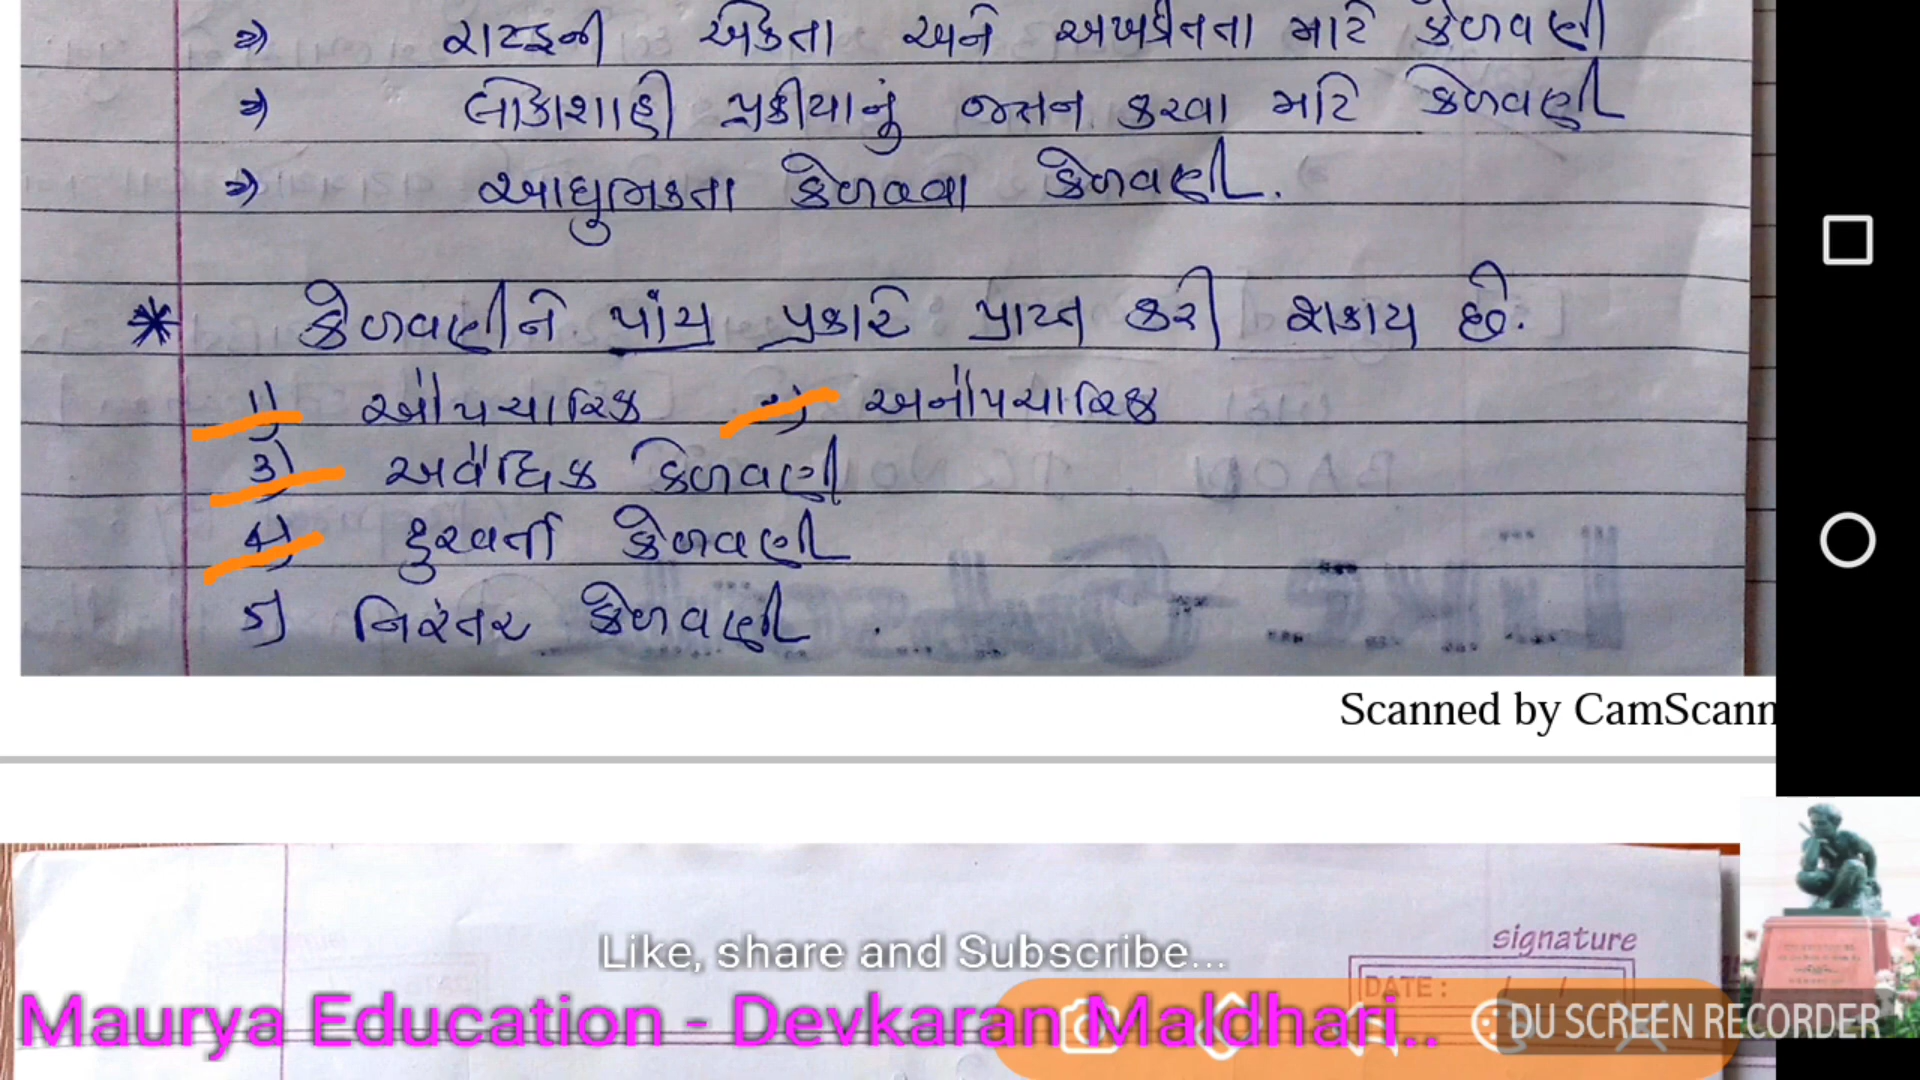 ⇒ રાષ્ટ્રની એકતા અને અખંડીતતા માટે કેળવણી
⇒ લોકશાહી પ્રક્રીયાનું જતન કરવા માટે કેળવણી
⇒ આધુનિકતા કેળવવા કેળવણી.
* કેળવણીને પાંચ પ્રકારે પ્રાપ્ત કરી શકાય છે.
1) ઔપચારિક ૨) અનૌપચારિક
3) અવૈધિક કેળવણી
4) દુરવર્તી કેળવણી
5) નિરંતર કેળવણી
Scanned by CamScann
signature
DATE : / /
Like, share and Subscribe...
Maurya Education - Devkaran Maldhari..
DU SCREEN RECORDER